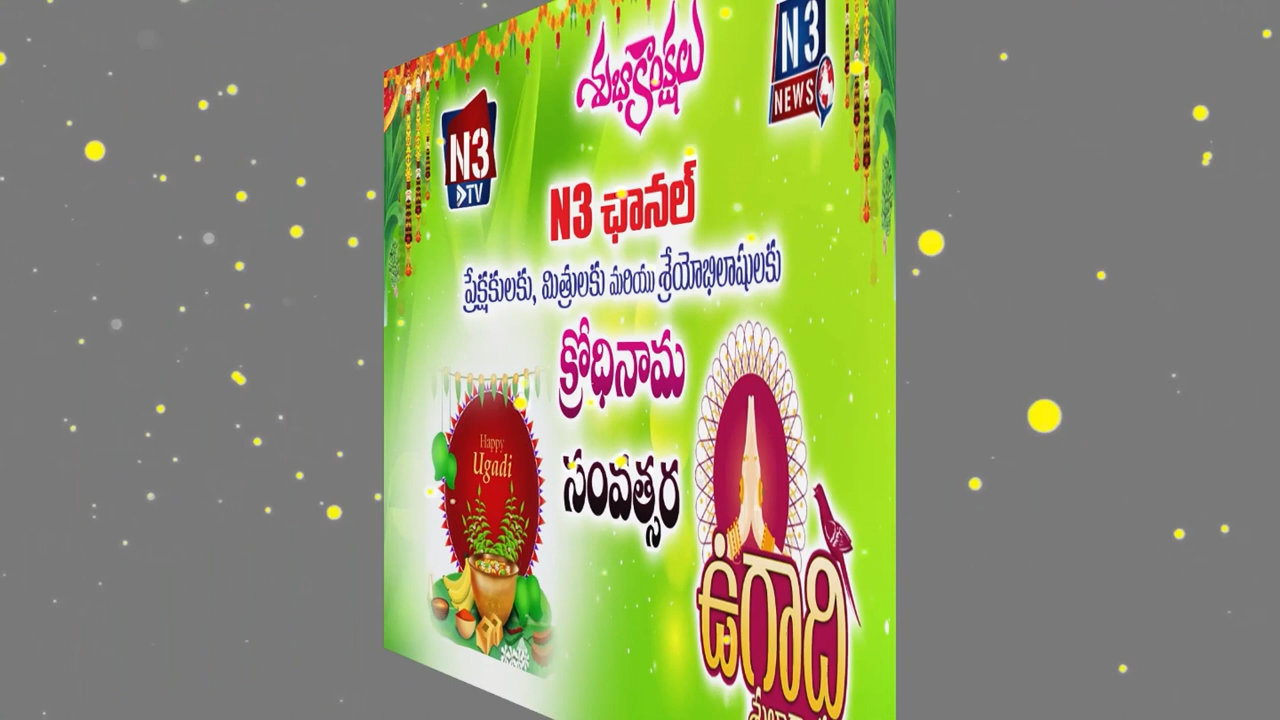 శుభాకాంక్షలు
N3
NEWS
N3
TV
N3 ఛానల్
ప్రేక్షకులకు, మిత్రులకు మరియు శ్రేయోభిలాషులకు
క్రోధినామ
సంవత్సర
Happy
Ugadi
ఉగాది